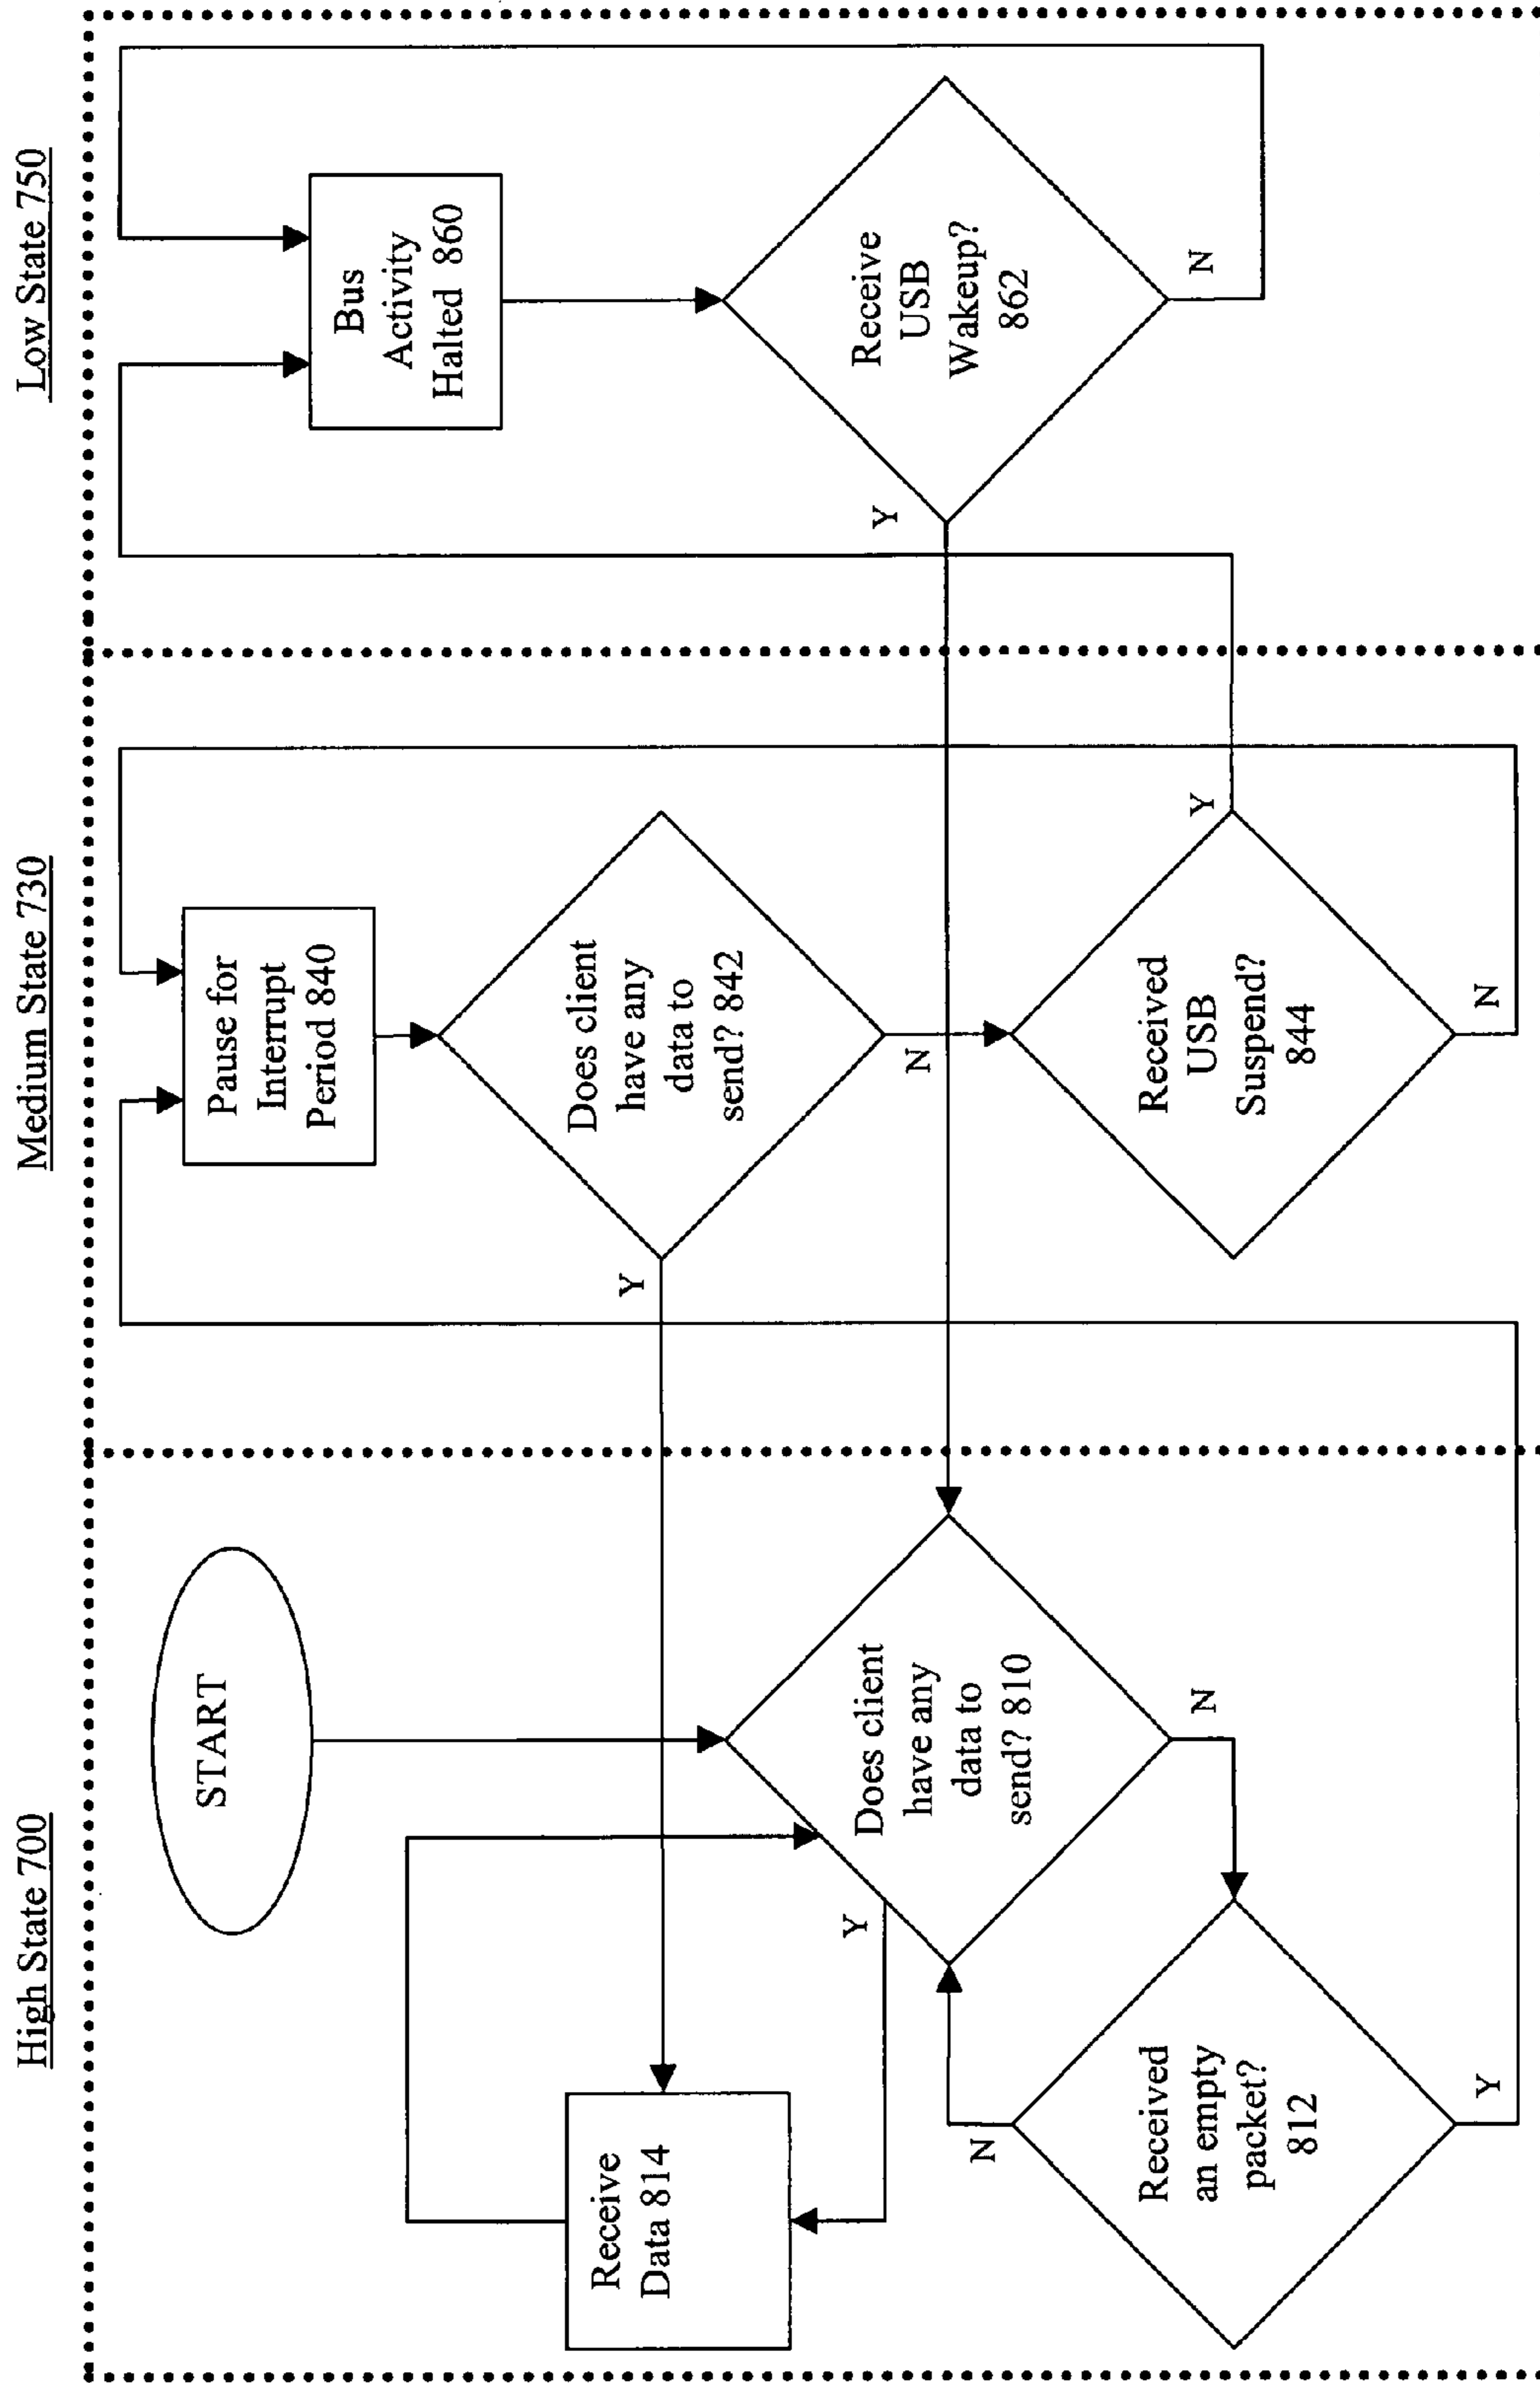 High State 700
Medium State 730
Low State 750
START
Receive
Data 814
Does client
have any
data to
send? 810
Y
N
Received
an empty
packet?
812
N
Y
Pause for
Interrupt
Period 840
Does client
have any
data to
send? 842
Y
N
Received
USB
Suspend?
844
Y
N
Bus
Activity
Halted 860
Receive
USB
Wakeup?
862
Y
N